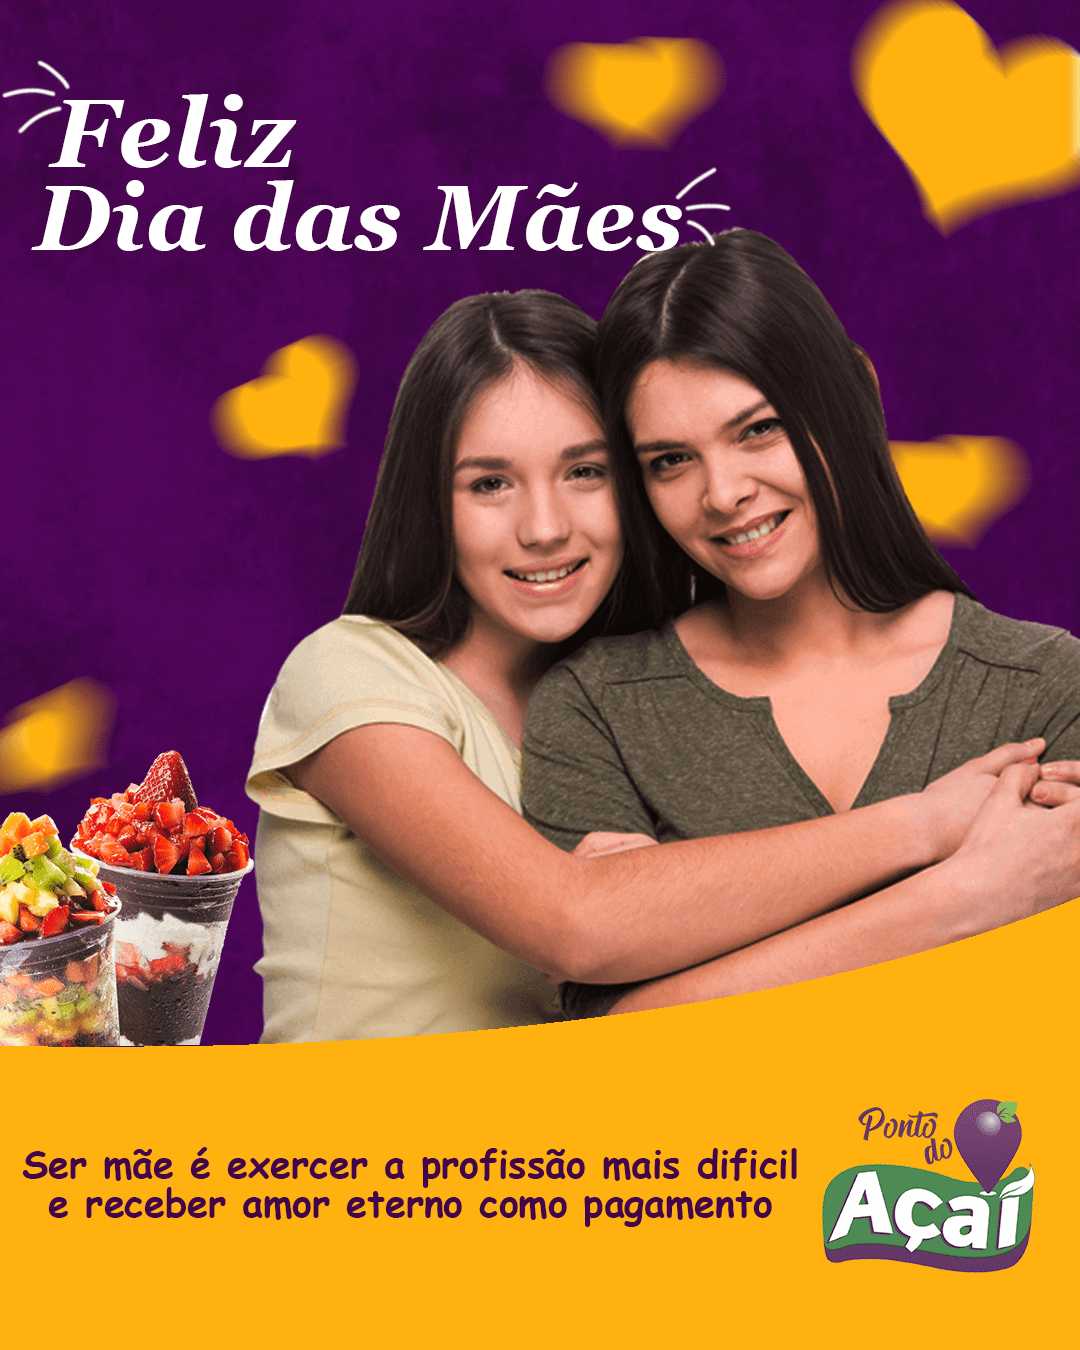 Feliz
Dia das Mães
Ser mãe é exercer a profissão mais dificil
e receber amor eterno como pagamento
Ponto
do
Açaí